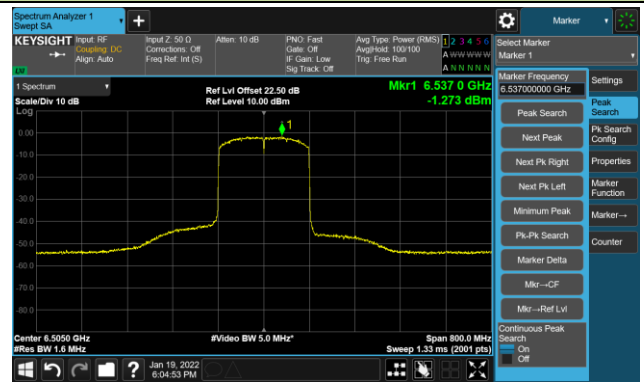 Spectrum Analyzer 1
Swept SA
+
Marker
KEYSIGHT
Input: RF
Coupling: DC
Align: Auto
Input Z: 50 Ω
Corrections: Off
Freq Ref: Int (S)
Atten: 10 dB
PNO: Fast
Gate: Off
IF Gain: Low
Sig Track: Off
Avg Type: Power (RMS)
Avg|Hold: 100/100
Trig: Free Run
1 2 3 4 5 6
A W W W W W
A N N N N N
LW
Select Marker
Marker 1
1 Spectrum
Scale/Div 10 dB
Ref Lvl Offset 22.50 dB
Ref Level 10.00 dBm
Mkr1 6.537 0 GHz
-1.273 dBm
Log
0.00
-10.0
-20.0
-30.0
-40.0
-50.0
-60.0
-70.0
-80.0
1
Center 6.5050 GHz
#Res BW 1.6 MHz
#Video BW 5.0 MHz*
Span 800.0 MHz
Sweep 1.33 ms (2001 pts)
Marker Frequency
6.537000000 GHz
Peak Search
Next Peak
Next Pk Right
Next Pk Left
Minimum Peak
Pk-Pk Search
Marker Delta
Mkr→CF
Mkr→Ref Lvl
Continuous Peak
Search
On
Off
Settings
Peak
Search
Pk Search
Config
Properties
Marker
Function
Marker→
Counter
?
Jan 19, 2022
6:04:53 PM